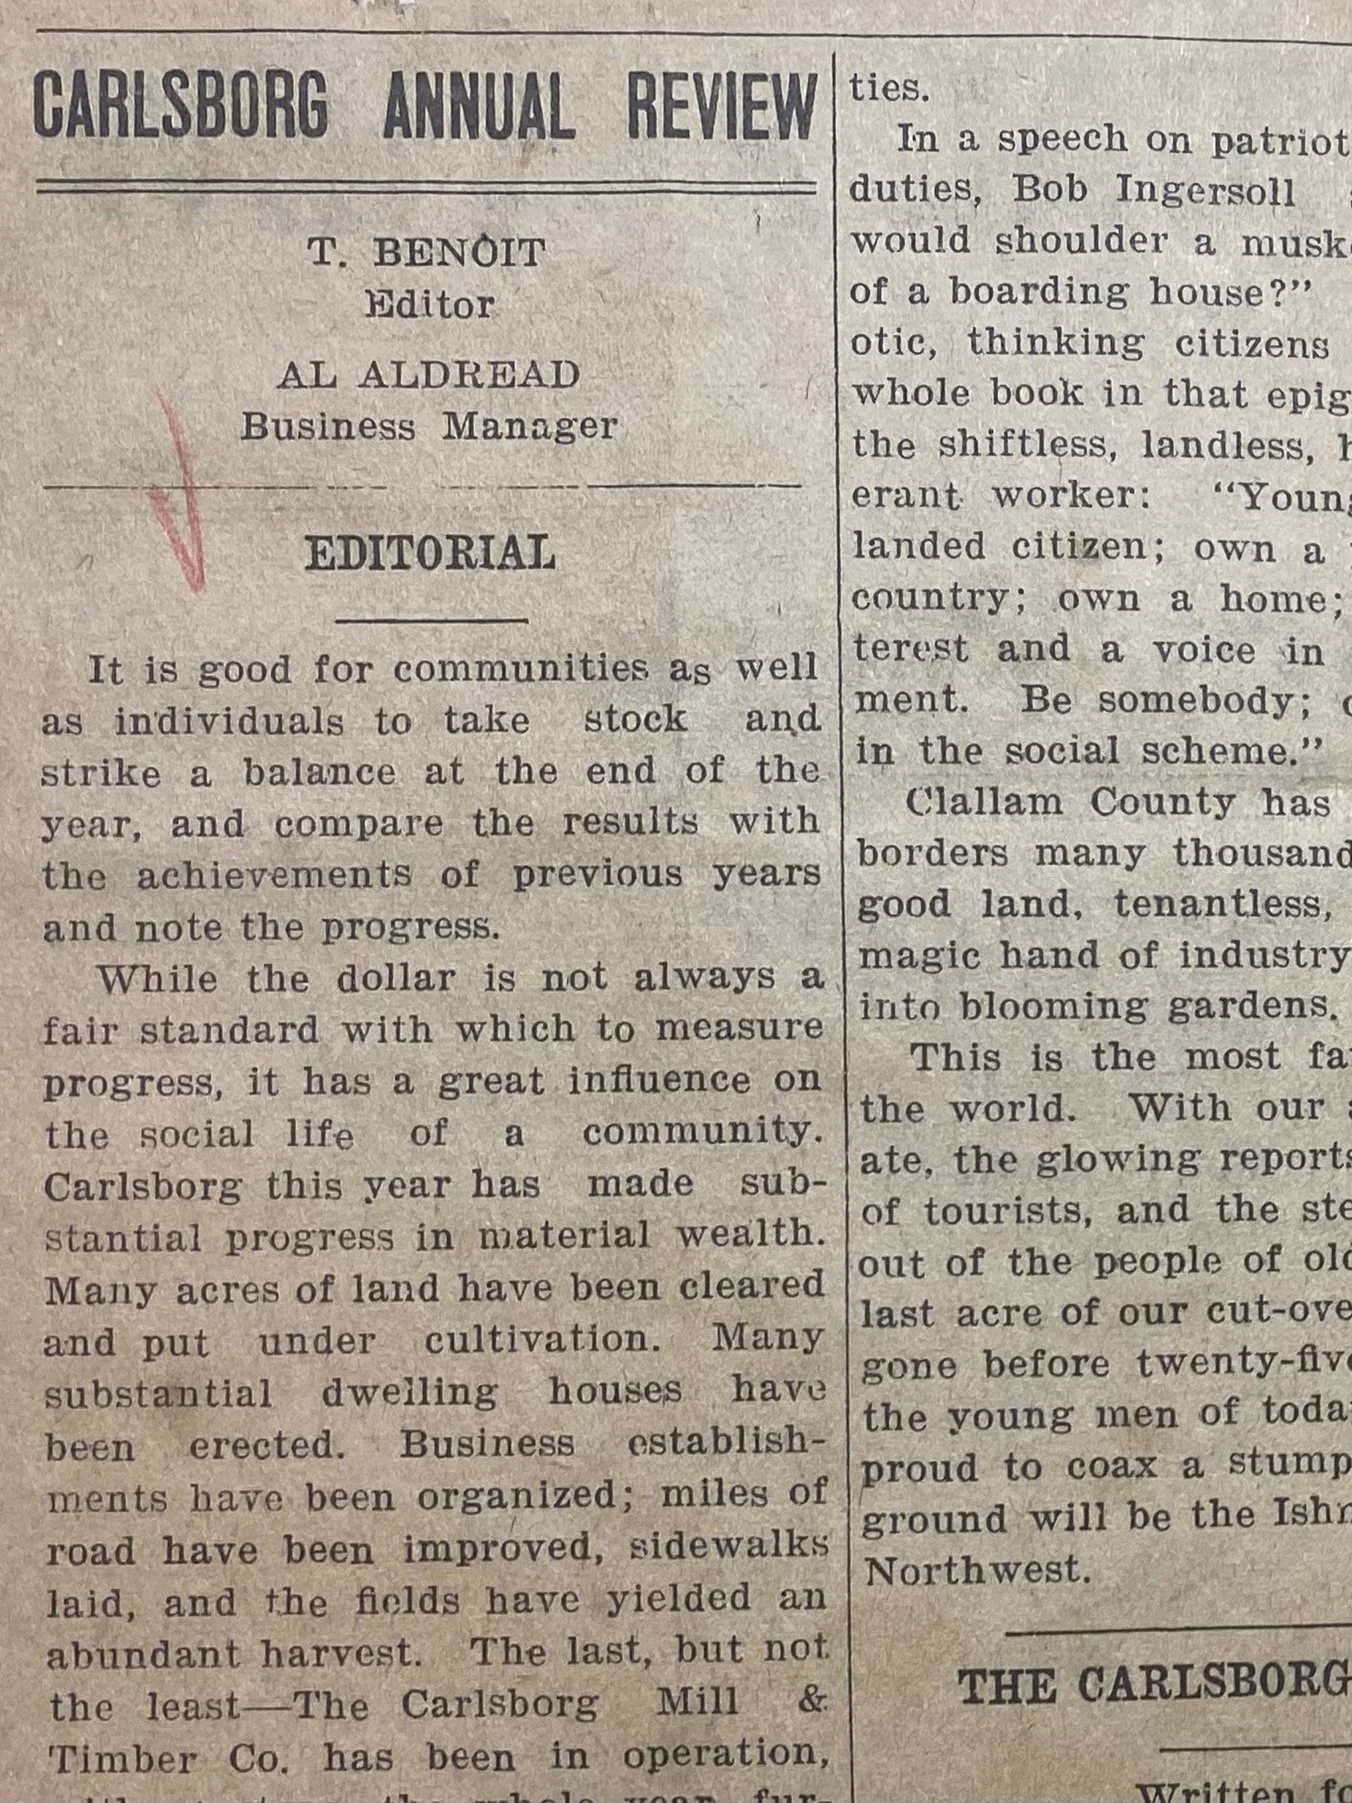 CARLSBORG ANNUAL REVIEW
T. BENOIT
Editor
AL ALDREAD
Business Manager
EDITORIAL
It is good for communities as well
as individuals to take stock and
strike a balance at the end of the
year, and compare the results with
the achievements of previous years
and note the progress.
While the dollar is not always a
fair standard with which to measure
progress, it has a great influence on
the social life of a community.
Carlsborg this year has made sub-
stantial progress in material wealth.
Many acres of land have been cleared
and put under cultivation. Many
substantial dwelling houses have
been erected. Business establish-
ments have been organized; miles of
road have been improved, sidewalks
laid, and the fields have yielded an
abundant harvest. The last, but not
the least—The Carlsborg Mill &
Timber Co. has been in operation,
the whole year fur-
ties.
In a speech on patriot
duties, Bob Ingersoll
would shoulder a musk
of a boarding house?"
otic, thinking citizens
whole book in that epig
the shiftless, landless,
erant worker: "Young
landed citizen; own a
country; own a home;
terest and a voice in
ment. Be somebody;
in the social scheme."
Clallam County has
borders many thousand
good land, tenantless,
magic hand of industry
into blooming gardens.
This is the most fa
the world. With our
ate, the glowing reports
of tourists, and the ste
out of the people of old
last acre of our cut-ove
gone before twenty-five
the young men of toda
proud to coax a stump
ground will be the Ish
Northwest.
THE CARLSBORG
Written fo